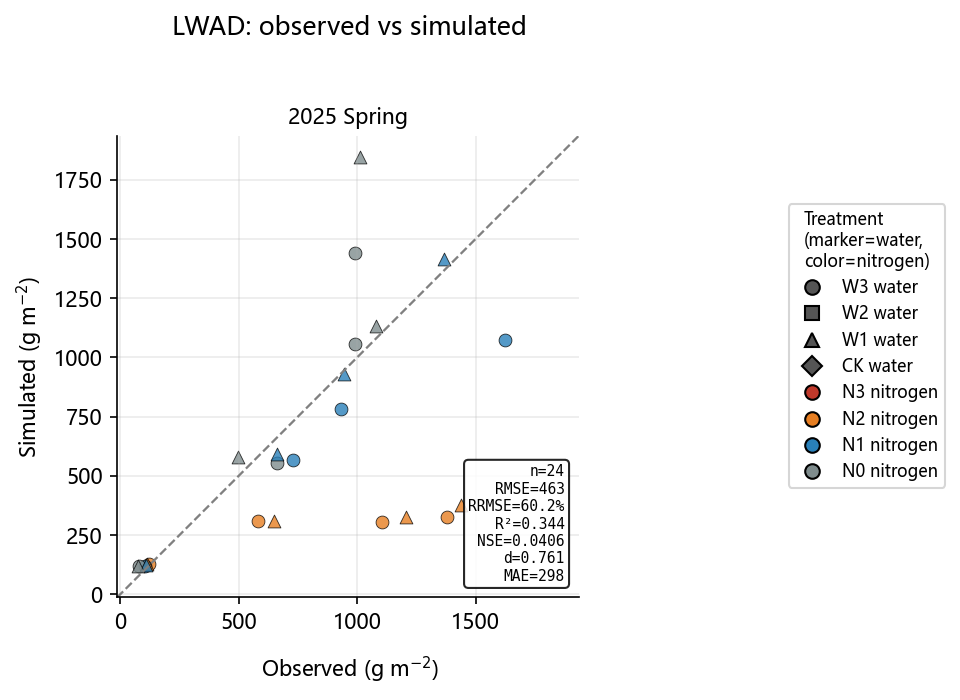 LWAD: observed vs simulated
2025 Spring
1750
1500
1250
1000
750
500
250
0
Simulated (g m⁻²)
0 500 1000 1500
Observed (g m⁻²)
n=24
RMSE=463
RRMSE=60.2%
R²=0.344
NSE=0.0406
d=0.761
MAE=298
Treatment
(marker=water,
color=nitrogen)
W3 water
W2 water
W1 water
CK water
N3 nitrogen
N2 nitrogen
N1 nitrogen
N0 nitrogen